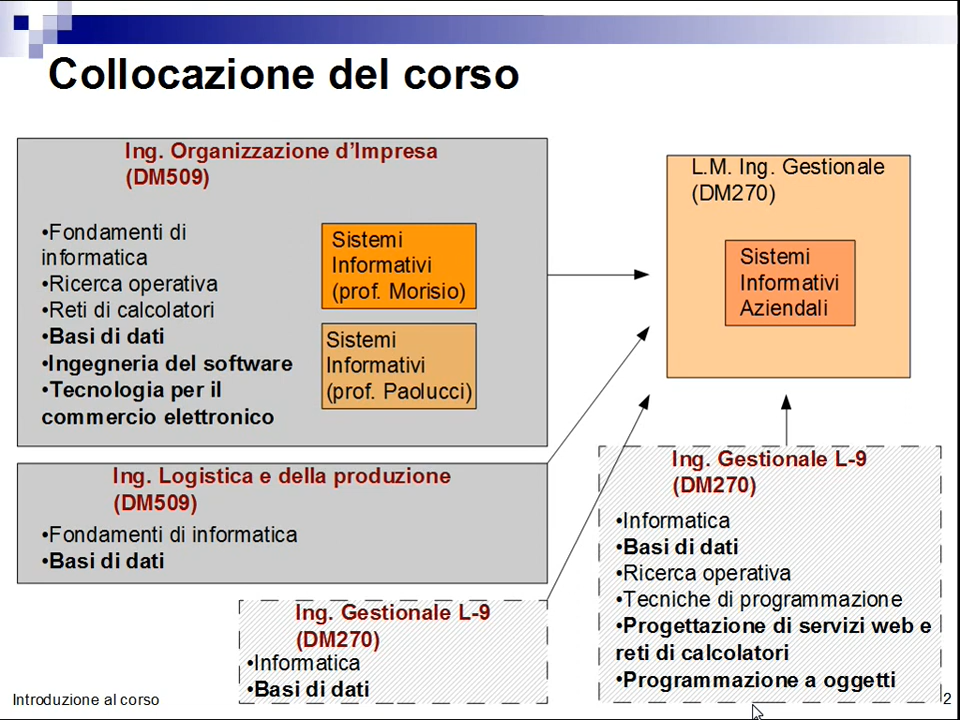 Collocazione del corso
Ing. Organizzazione d'Impresa
(DM509)
•Fondamenti di
informatica
•Ricerca operativa
•Reti di calcolatori
•Basi di dati
•Ingegneria del software
•Tecnologia per il
commercio elettronico
Sistemi
Informativi
(prof. Morisio)
Sistemi
Informativi
(prof. Paolucci)
L.M. Ing. Gestionale
(DM270)
Sistemi
Informativi
Aziendali
Ing. Logistica e della produzione
(DM509)
•Fondamenti di informatica
•Basi di dati
Ing. Gestionale L-9
(DM270)
•Informatica
•Basi di dati
Ing. Gestionale L-9
(DM270)
•Informatica
•Basi di dati
•Ricerca operativa
•Tecniche di programmazione
•Progettazione di servizi web e
reti di calcolatori
•Programmazione a oggetti
Introduzione al corso
2